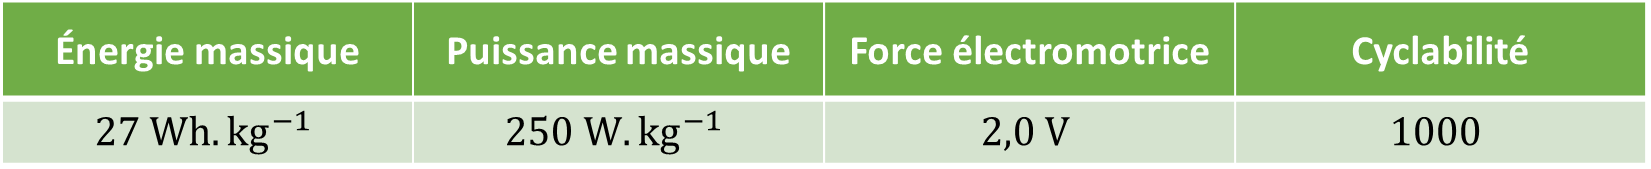 Énergie massique Puissance massique Force électromotrice Cyclabilité
27 Wh. kg⁻¹ 250 W. kg⁻¹ 2,0 V 1000